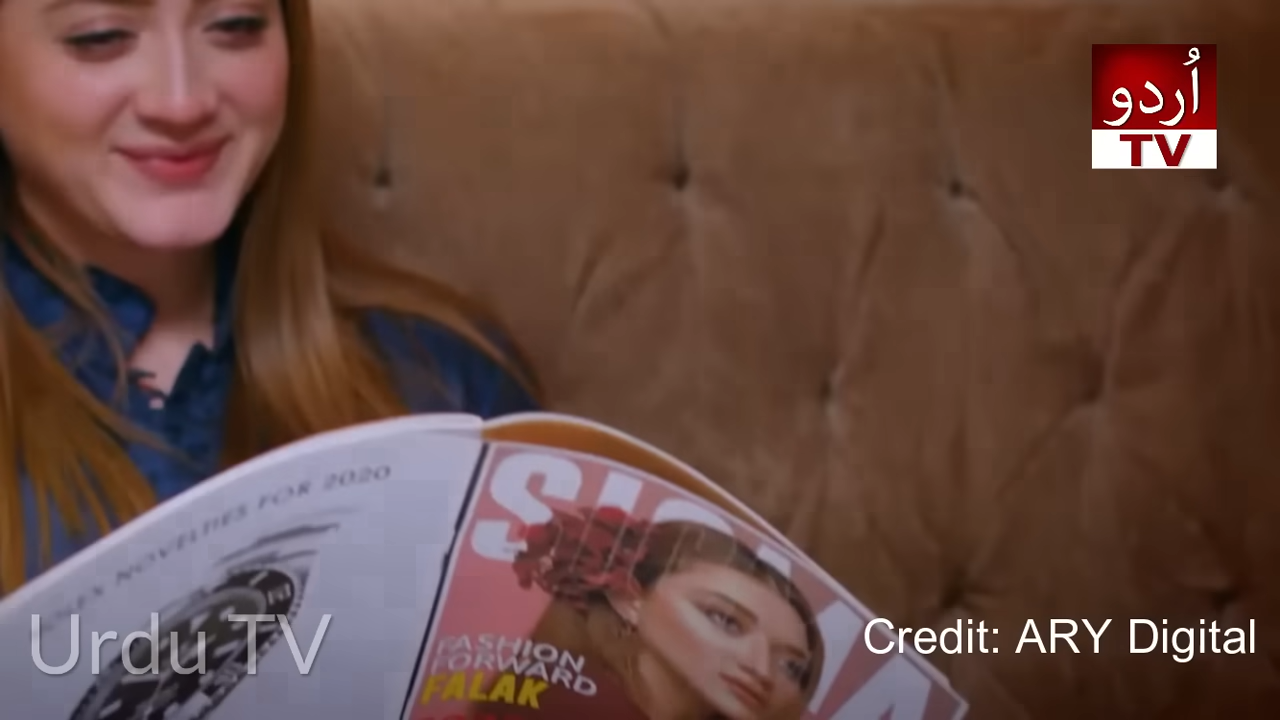 اُردو
TV
NOVELTIES FOR 2020
FASHION
FORWARD
FALAK
Urdu TV
Credit: ARY Digital